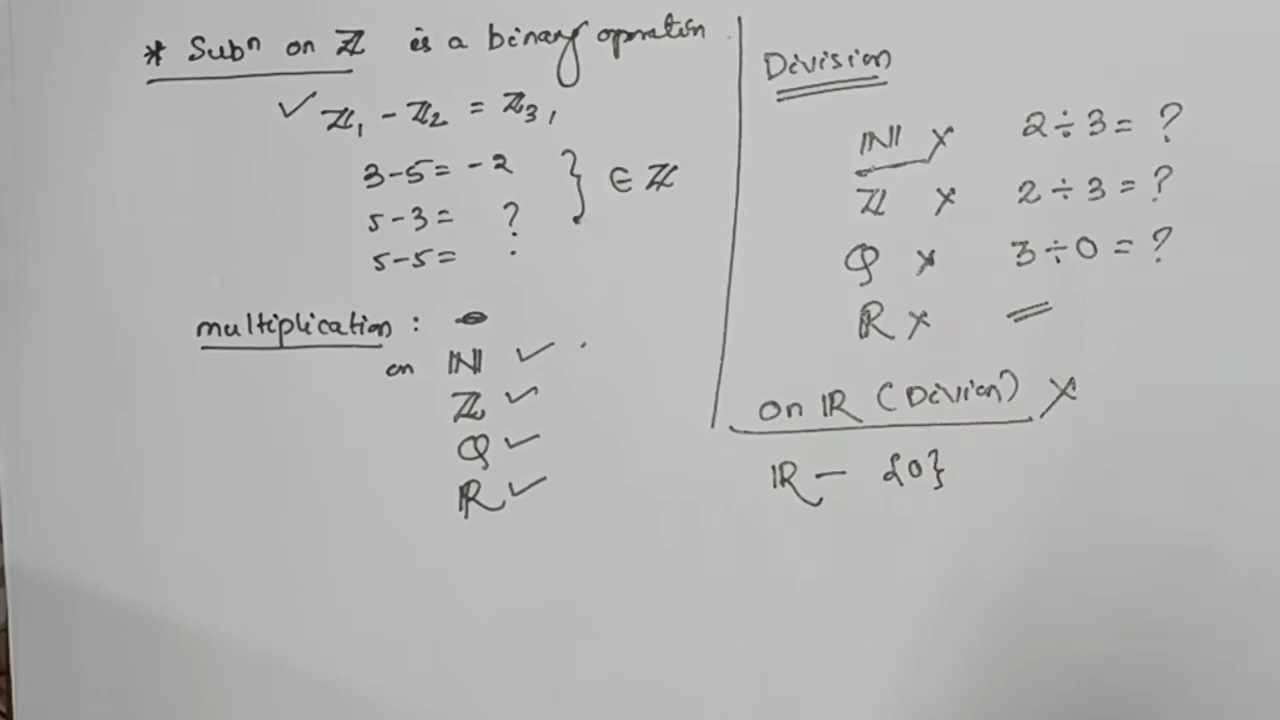 * Subⁿ on ℤ is a binary operation
✓ ℤ₁ - ℤ₂ = ℤ₃,
3-5 = -2
5-3 = ? } ∈ ℤ
5-5 = :
multiplication :
on ℕ ✓
ℤ ✓
Q ✓
ℝ ✓
Division
ℕ × 2÷3 = ?
ℤ × 2÷3 = ?
Q × 3÷0 = ?
R × =
on ℝ (Division) ×
ℝ - {0}